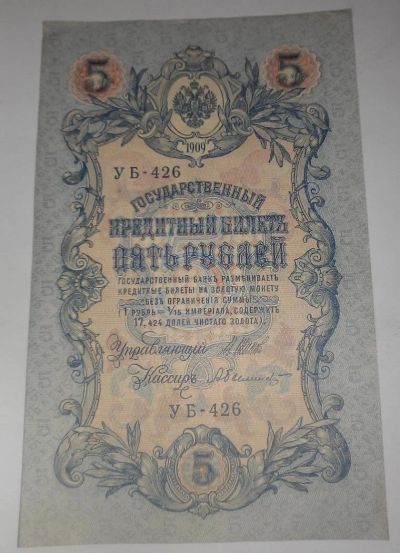 5 5
1909
УБ-426
ГОСУДАРСТВЕННЫЙ
КРЕДИТНЫЙ БИЛЕТЪ
ПЯТЬ РУБЛЕЙ
ГОСУДАРСТВЕННЫЙ БАНКЪ РАЗМѢНИВАЕТЪ
КРЕДИТНЫЕ БИЛЕТЫ НА ЗОЛОТУЮ МОНЕТУ
БЕЗЪ ОГРАНИЧЕНІЯ СУММЫ
(1 РУБЛЬ = 1/15 ИМПЕРІАЛА, СОДЕРЖИТЪ
17,424 ДОЛЕЙ ЧИСТАГО ЗОЛОТА).
Управляющій
Кассиръ
УБ-426
5